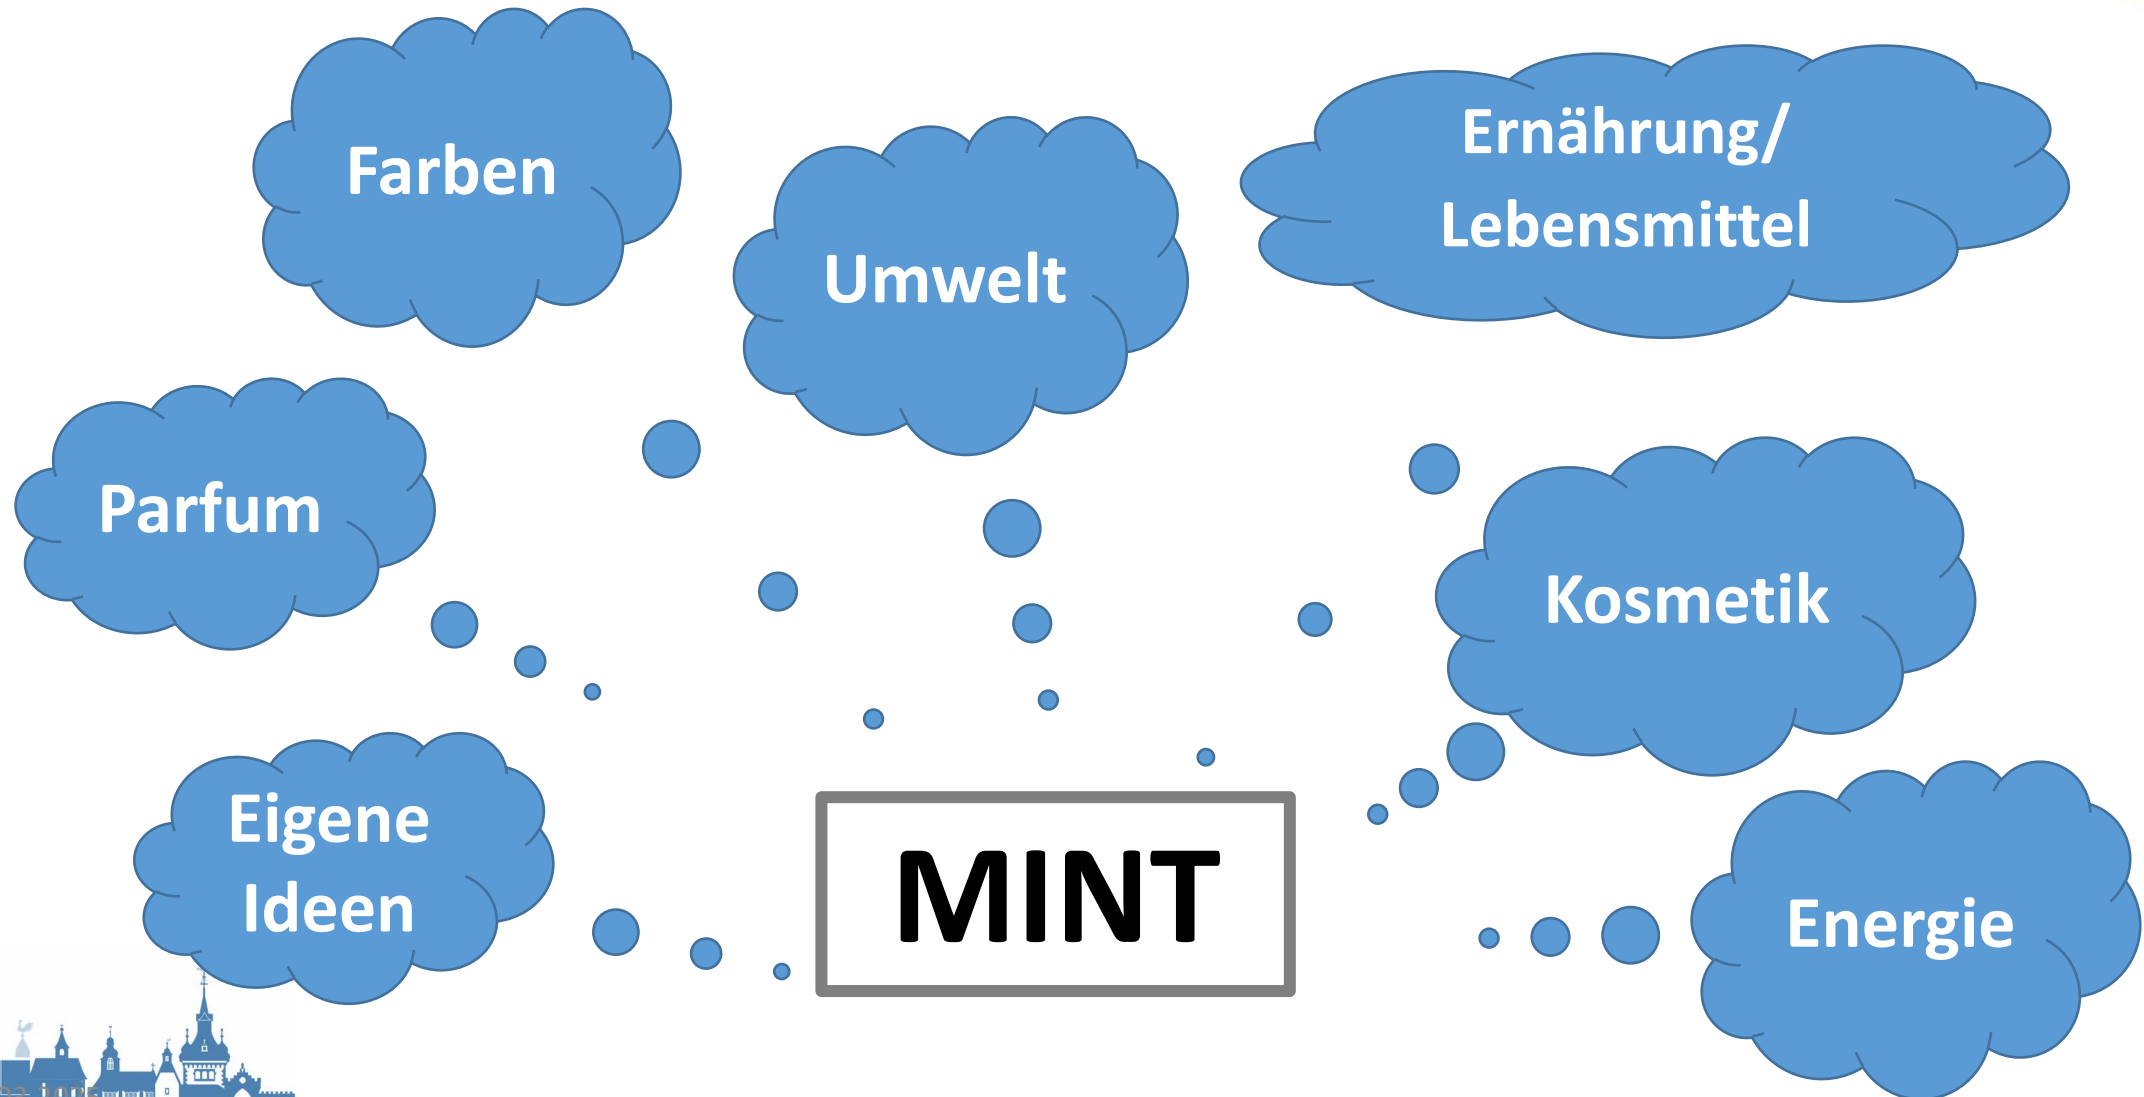 Farben
Umwelt
Ernährung/
Lebensmittel
Parfum
Kosmetik
Eigene
Ideen
MINT
Energie